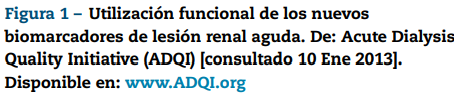 Figura 1 – Utilización funcional de los nuevos
biomarcadores de lesión renal aguda. De: Acute Dialysis
Quality Initiative (ADQI) [consultado 10 Ene 2013].
Disponible en: www.ADQI.org